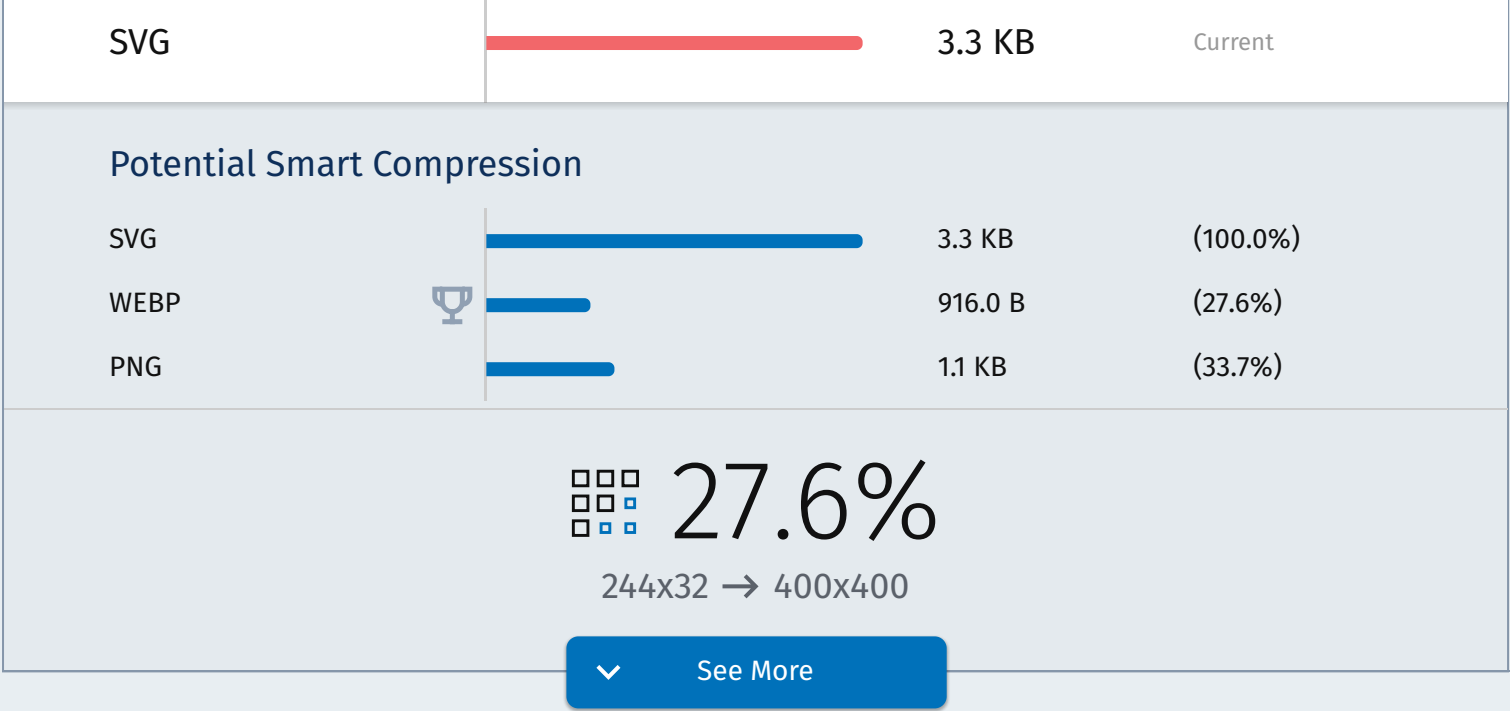 SVG 3.3 KB Current
Potential Smart Compression
SVG 3.3 KB (100.0%)
WEBP 916.0 B (27.6%)
PNG 1.1 KB (33.7%)
27.6%
244x32 → 400x400
See More